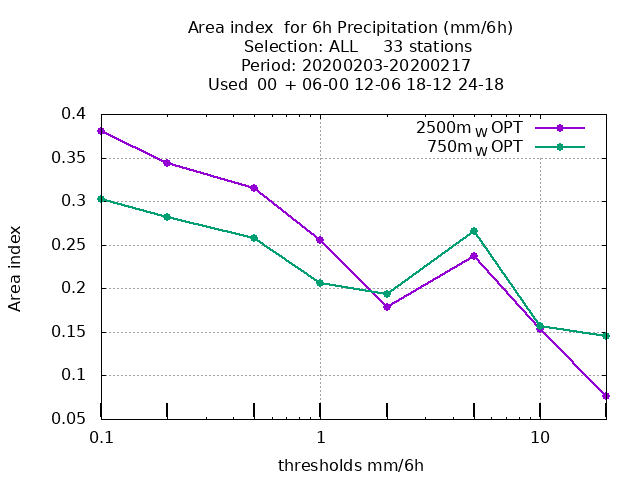 Area index  for 6h Precipitation (mm/6h)
Selection: ALL     33 stations
Period: 20200203-20200217
Used  00  + 06-00 12-06 18-12 24-18
2500m W OPT
750m W OPT
0.4
0.35
0.3
0.25
0.2
0.15
0.1
0.05
Area index
0.1 1 10
thresholds mm/6h